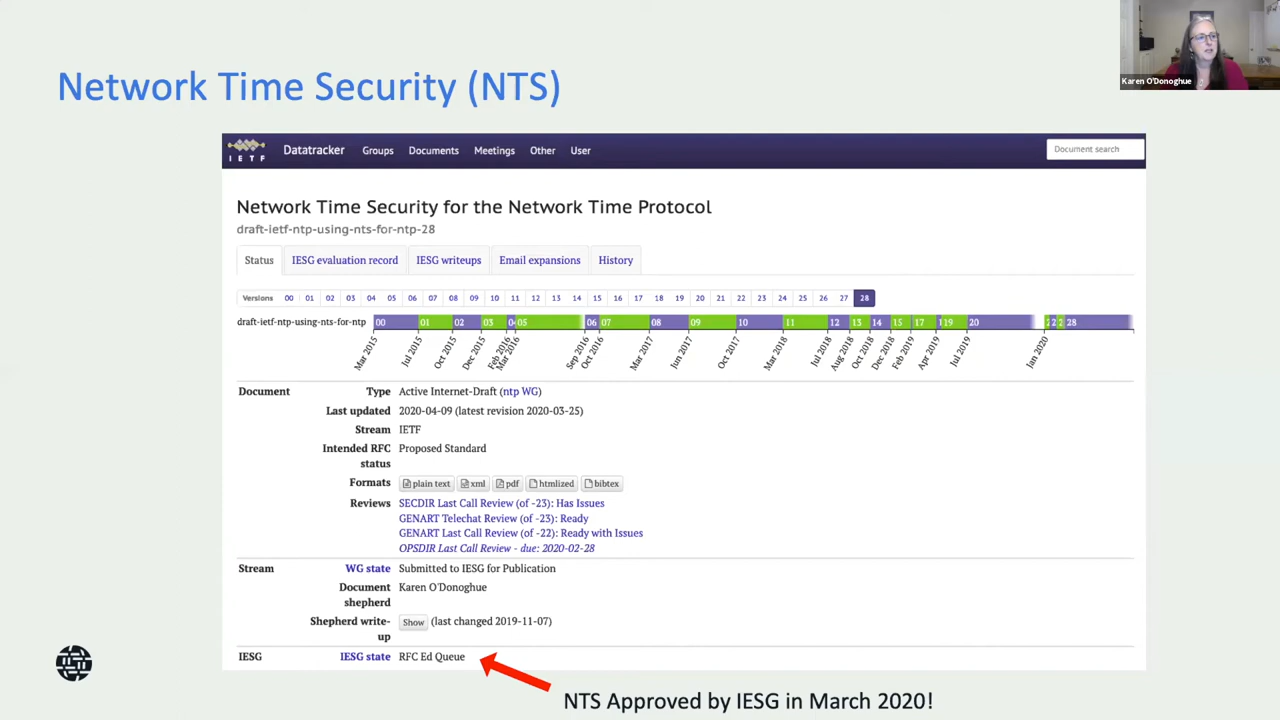 Karen O'Donoghue
Network Time Security (NTS)
IETF
Datatracker Groups Documents Meetings Other User
Document search
Network Time Security for the Network Time Protocol
draft-ietf-ntp-using-nts-for-ntp-28
Status IESG evaluation record IESG writeups Email expansions History
Versions 00 01 02 03 04 05 06 07 08 09 10 11 12 13 14 15 16 17 18 19 20 21 22 23 24 25 26 27 28
draft-ietf-ntp-using-nts-for-ntp 00 01 02 03 04 05 06 07 08 09 10 11 12 13 14 15 17 1 19 20 2 2 2 28
Mar 2015 Jul 2015 Oct 2015 Dec 2015 Feb 2016 Mar 2016 Sep 2016 Oct 2016 Mar 2017 Jun 2017 Oct 2017 Mar 2018 Jul 2018 Aug 2018 Oct 2018 Dec 2018 Feb 2019 Apr 2019 Jul 2019 Jan 2020
Document Type Active Internet-Draft (ntp WG)
Last updated 2020-04-09 (latest revision 2020-03-25)
Stream IETF
Intended RFC Proposed Standard
status
Formats plain text xml pdf htmlized bibtex
Reviews SECDIR Last Call Review (of -23): Has Issues
GENART Telechat Review (of -23): Ready
GENART Last Call Review (of -22): Ready with Issues
OPSDIR Last Call Review - due: 2020-02-28
Stream WG state Submitted to IESG for Publication
Document Karen O'Donoghue
shepherd
Shepherd write- Show (last changed 2019-11-07)
up
IESG IESG state RFC Ed Queue
NTS Approved by IESG in March 2020!